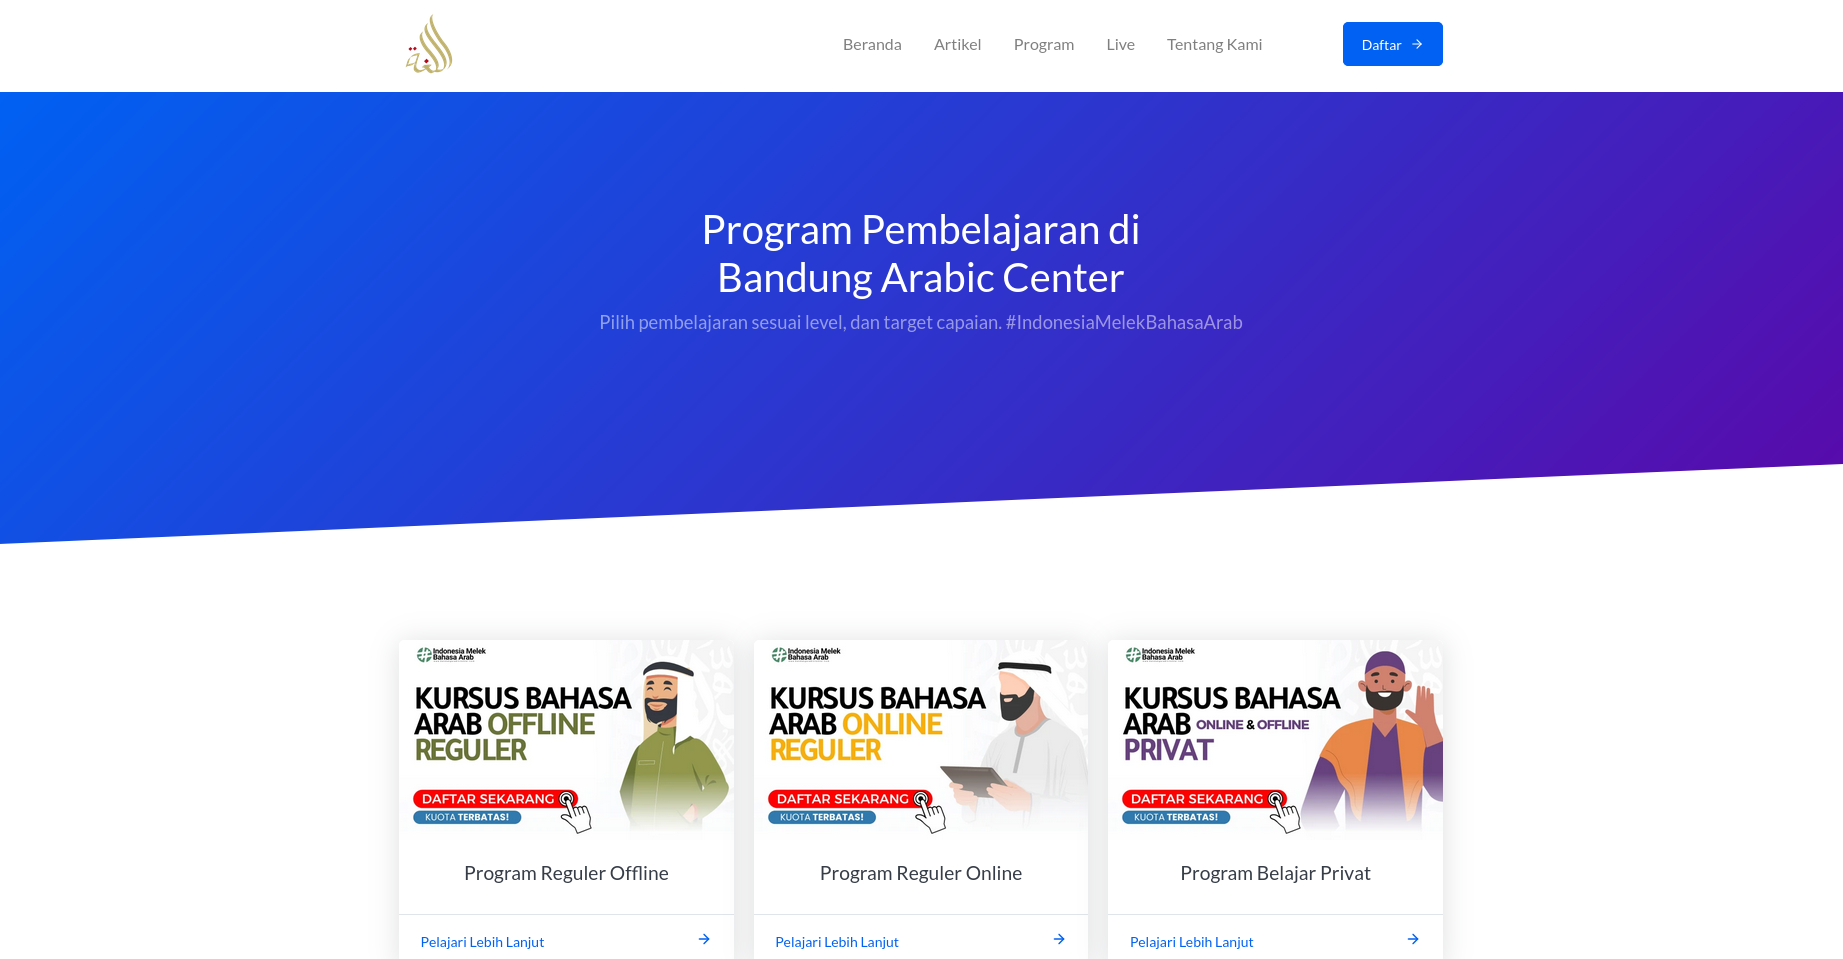 Beranda Artikel Program Live Tentang Kami Daftar
Program Pembelajaran di
Bandung Arabic Center
Pilih pembelajaran sesuai level, dan target capaian. #IndonesiaMelekBahasaArab
Indonesia Melek
Bahasa Arab
KURSUS BAHASA
ARAB OFFLINE
REGULER
DAFTAR SEKARANG
KUOTA TERBATAS!
Program Reguler Offline
Pelajari Lebih Lanjut
Indonesia Melek
Bahasa Arab
KURSUS BAHASA
ARAB ONLINE
REGULER
DAFTAR SEKARANG
KUOTA TERBATAS!
Program Reguler Online
Pelajari Lebih Lanjut
Indonesia Melek
Bahasa Arab
KURSUS BAHASA
ARAB ONLINE & OFFLINE
PRIVAT
DAFTAR SEKARANG
KUOTA TERBATAS!
Program Belajar Privat
Pelajari Lebih Lanjut